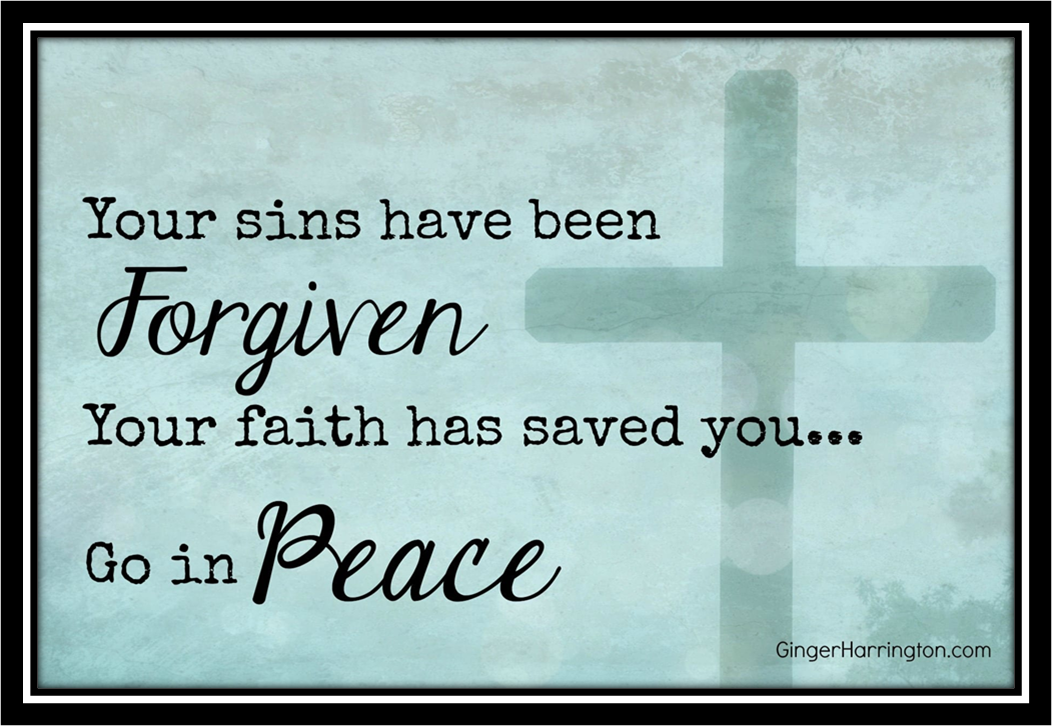 Your sins have been
Forgiven
Your faith has saved you...
Go in Peace
GingerHarrington.com